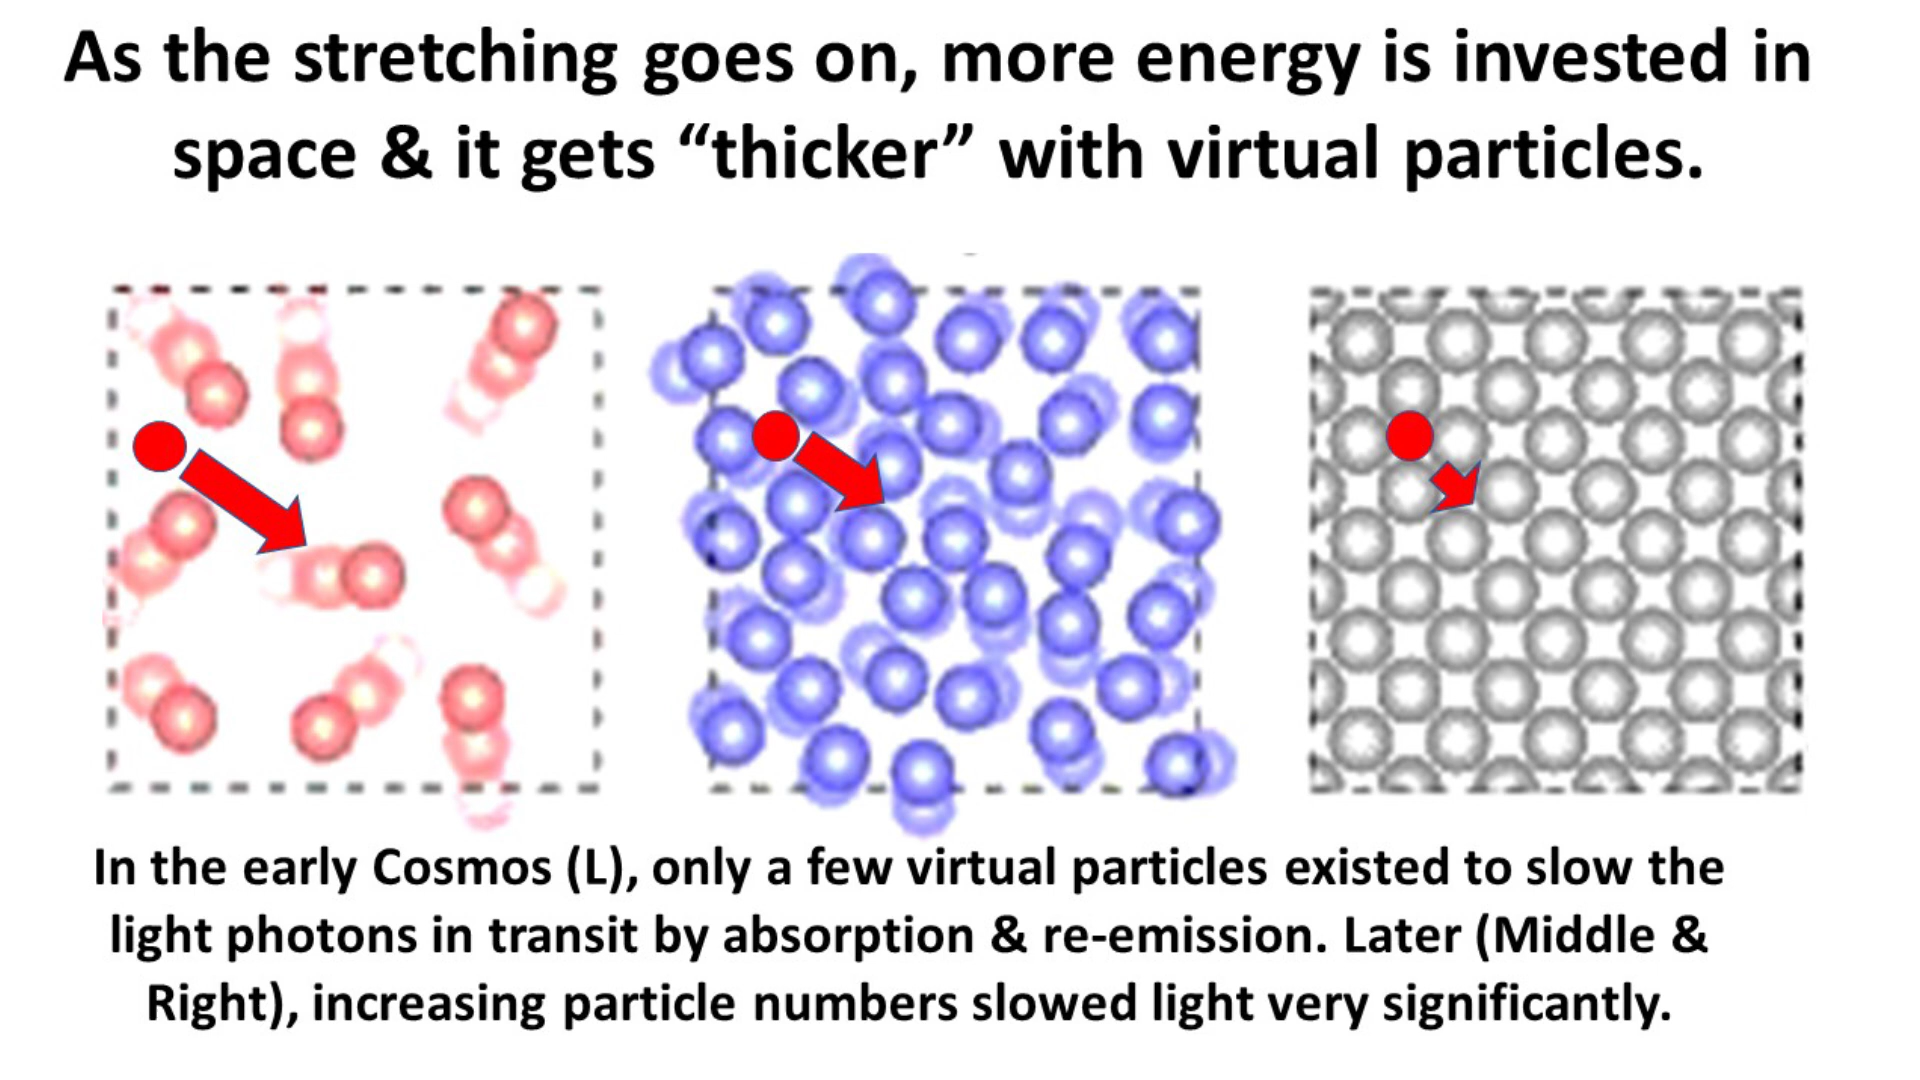 As the stretching goes on, more energy is invested in
space & it gets “thicker” with virtual particles.
In the early Cosmos (L), only a few virtual particles existed to slow the
light photons in transit by absorption & re-emission. Later (Middle &
Right), increasing particle numbers slowed light very significantly.